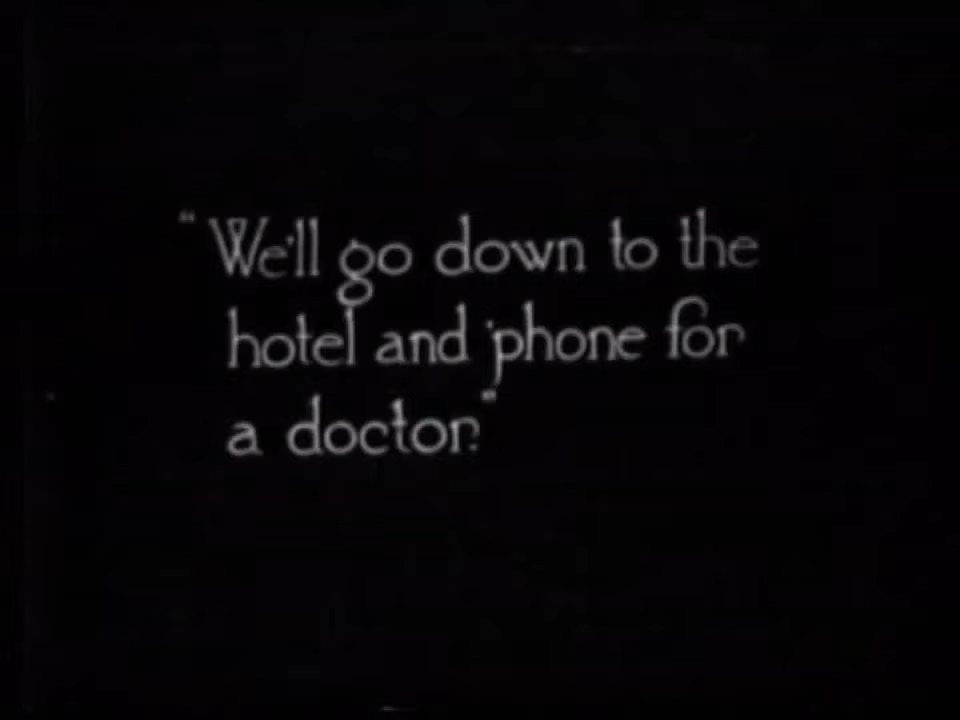 "We'll go down to the
hotel and 'phone for
a doctor."